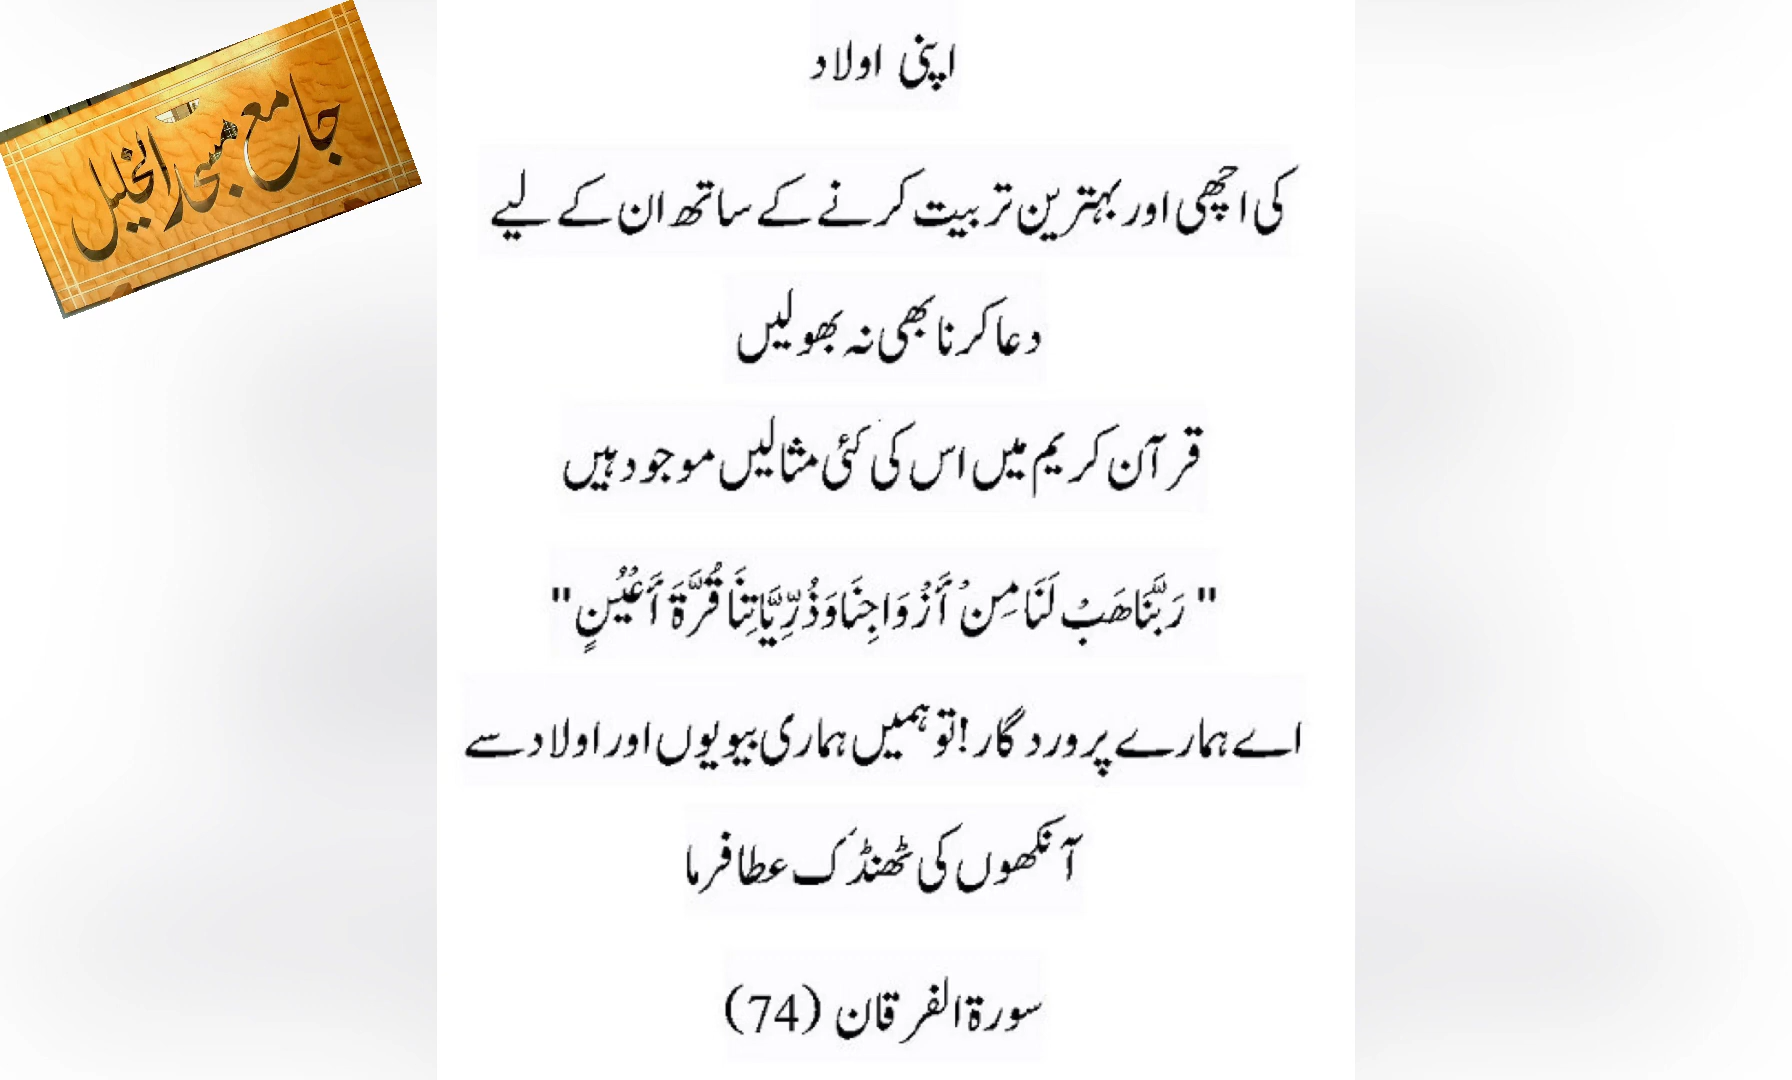 جامع مسجد الخلیل
اپنی اولاد
کی اچھی اور بہترین تربیت کرنے کے ساتھ ان کے لیے
دعا کرنا بھی نہ بھولیں
قرآن کریم میں اس کی کئی مثالیں موجود ہیں
" رَبَّنَا هَبْ لَنَا مِنْ أَزْوَاجِنَا وَذُرِّيَّاتِنَا قُرَّةَ أَعْيُنٍ "
اے ہمارے پروردگار! تو ہمیں ہماری بیویوں اور اولاد سے
آنکھوں کی ٹھنڈک عطا فرما
سورۃ الفرقان (74)